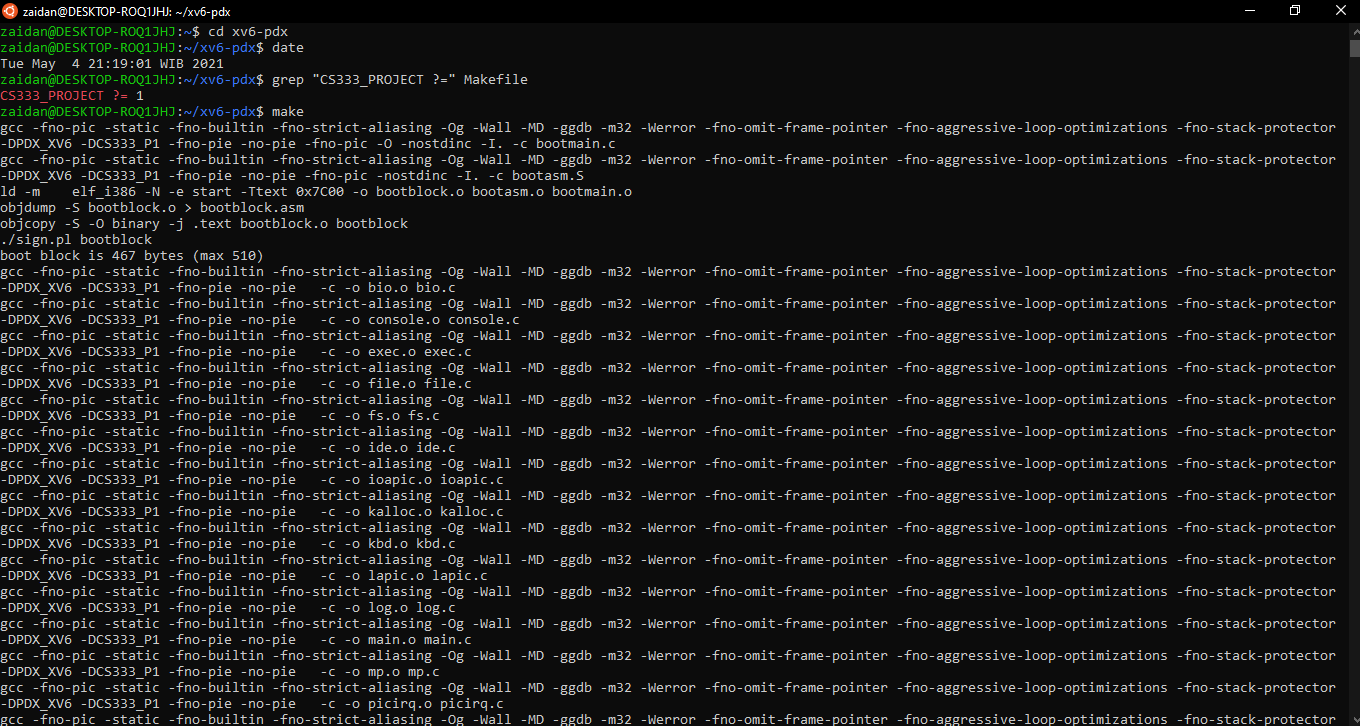 zaidan@DESKTOP-ROQ1JHJ: ~/xv6-pdx
zaidan@DESKTOP-ROQ1JHJ:~$ cd xv6-pdx
zaidan@DESKTOP-ROQ1JHJ:~/xv6-pdx$ date
Tue May  4 21:19:01 WIB 2021
zaidan@DESKTOP-ROQ1JHJ:~/xv6-pdx$ grep "CS333_PROJECT ?=" Makefile
CS333_PROJECT ?= 1
zaidan@DESKTOP-ROQ1JHJ:~/xv6-pdx$ make
gcc -fno-pic -static -fno-builtin -fno-strict-aliasing -Og -Wall -MD -ggdb -m32 -Werror -fno-omit-frame-pointer -fno-aggressive-loop-optimizations -fno-stack-protector
-DPDX_XV6 -DCS333_P1 -fno-pie -no-pie -fno-pic -O -nostdinc -I. -c bootmain.c
gcc -fno-pic -static -fno-builtin -fno-strict-aliasing -Og -Wall -MD -ggdb -m32 -Werror -fno-omit-frame-pointer -fno-aggressive-loop-optimizations -fno-stack-protector
-DPDX_XV6 -DCS333_P1 -fno-pie -no-pie -fno-pic -nostdinc -I. -c bootasm.S
ld -m    elf_i386 -N -e start -Ttext 0x7C00 -o bootblock.o bootasm.o bootmain.o
objdump -S bootblock.o > bootblock.asm
objcopy -S -O binary -j .text bootblock.o bootblock
./sign.pl bootblock
boot block is 467 bytes (max 510)
gcc -fno-pic -static -fno-builtin -fno-strict-aliasing -Og -Wall -MD -ggdb -m32 -Werror -fno-omit-frame-pointer -fno-aggressive-loop-optimizations -fno-stack-protector
-DPDX_XV6 -DCS333_P1 -fno-pie -no-pie   -c -o bio.o bio.c
gcc -fno-pic -static -fno-builtin -fno-strict-aliasing -Og -Wall -MD -ggdb -m32 -Werror -fno-omit-frame-pointer -fno-aggressive-loop-optimizations -fno-stack-protector
-DPDX_XV6 -DCS333_P1 -fno-pie -no-pie   -c -o console.o console.c
gcc -fno-pic -static -fno-builtin -fno-strict-aliasing -Og -Wall -MD -ggdb -m32 -Werror -fno-omit-frame-pointer -fno-aggressive-loop-optimizations -fno-stack-protector
-DPDX_XV6 -DCS333_P1 -fno-pie -no-pie   -c -o exec.o exec.c
gcc -fno-pic -static -fno-builtin -fno-strict-aliasing -Og -Wall -MD -ggdb -m32 -Werror -fno-omit-frame-pointer -fno-aggressive-loop-optimizations -fno-stack-protector
-DPDX_XV6 -DCS333_P1 -fno-pie -no-pie   -c -o file.o file.c
gcc -fno-pic -static -fno-builtin -fno-strict-aliasing -Og -Wall -MD -ggdb -m32 -Werror -fno-omit-frame-pointer -fno-aggressive-loop-optimizations -fno-stack-protector
-DPDX_XV6 -DCS333_P1 -fno-pie -no-pie   -c -o fs.o fs.c
gcc -fno-pic -static -fno-builtin -fno-strict-aliasing -Og -Wall -MD -ggdb -m32 -Werror -fno-omit-frame-pointer -fno-aggressive-loop-optimizations -fno-stack-protector
-DPDX_XV6 -DCS333_P1 -fno-pie -no-pie   -c -o ide.o ide.c
gcc -fno-pic -static -fno-builtin -fno-strict-aliasing -Og -Wall -MD -ggdb -m32 -Werror -fno-omit-frame-pointer -fno-aggressive-loop-optimizations -fno-stack-protector
-DPDX_XV6 -DCS333_P1 -fno-pie -no-pie   -c -o ioapic.o ioapic.c
gcc -fno-pic -static -fno-builtin -fno-strict-aliasing -Og -Wall -MD -ggdb -m32 -Werror -fno-omit-frame-pointer -fno-aggressive-loop-optimizations -fno-stack-protector
-DPDX_XV6 -DCS333_P1 -fno-pie -no-pie   -c -o kalloc.o kalloc.c
gcc -fno-pic -static -fno-builtin -fno-strict-aliasing -Og -Wall -MD -ggdb -m32 -Werror -fno-omit-frame-pointer -fno-aggressive-loop-optimizations -fno-stack-protector
-DPDX_XV6 -DCS333_P1 -fno-pie -no-pie   -c -o kbd.o kbd.c
gcc -fno-pic -static -fno-builtin -fno-strict-aliasing -Og -Wall -MD -ggdb -m32 -Werror -fno-omit-frame-pointer -fno-aggressive-loop-optimizations -fno-stack-protector
-DPDX_XV6 -DCS333_P1 -fno-pie -no-pie   -c -o lapic.o lapic.c
gcc -fno-pic -static -fno-builtin -fno-strict-aliasing -Og -Wall -MD -ggdb -m32 -Werror -fno-omit-frame-pointer -fno-aggressive-loop-optimizations -fno-stack-protector
-DPDX_XV6 -DCS333_P1 -fno-pie -no-pie   -c -o log.o log.c
gcc -fno-pic -static -fno-builtin -fno-strict-aliasing -Og -Wall -MD -ggdb -m32 -Werror -fno-omit-frame-pointer -fno-aggressive-loop-optimizations -fno-stack-protector
-DPDX_XV6 -DCS333_P1 -fno-pie -no-pie   -c -o main.o main.c
gcc -fno-pic -static -fno-builtin -fno-strict-aliasing -Og -Wall -MD -ggdb -m32 -Werror -fno-omit-frame-pointer -fno-aggressive-loop-optimizations -fno-stack-protector
-DPDX_XV6 -DCS333_P1 -fno-pie -no-pie   -c -o mp.o mp.c
gcc -fno-pic -static -fno-builtin -fno-strict-aliasing -Og -Wall -MD -ggdb -m32 -Werror -fno-omit-frame-pointer -fno-aggressive-loop-optimizations -fno-stack-protector
-DPDX_XV6 -DCS333_P1 -fno-pie -no-pie   -c -o picirq.o picirq.c
gcc -fno-pic -static -fno-builtin -fno-strict-aliasing -Og -Wall -MD -ggdb -m32 -Werror -fno-omit-frame-pointer -fno-aggressive-loop-optimizations -fno-stack-protector